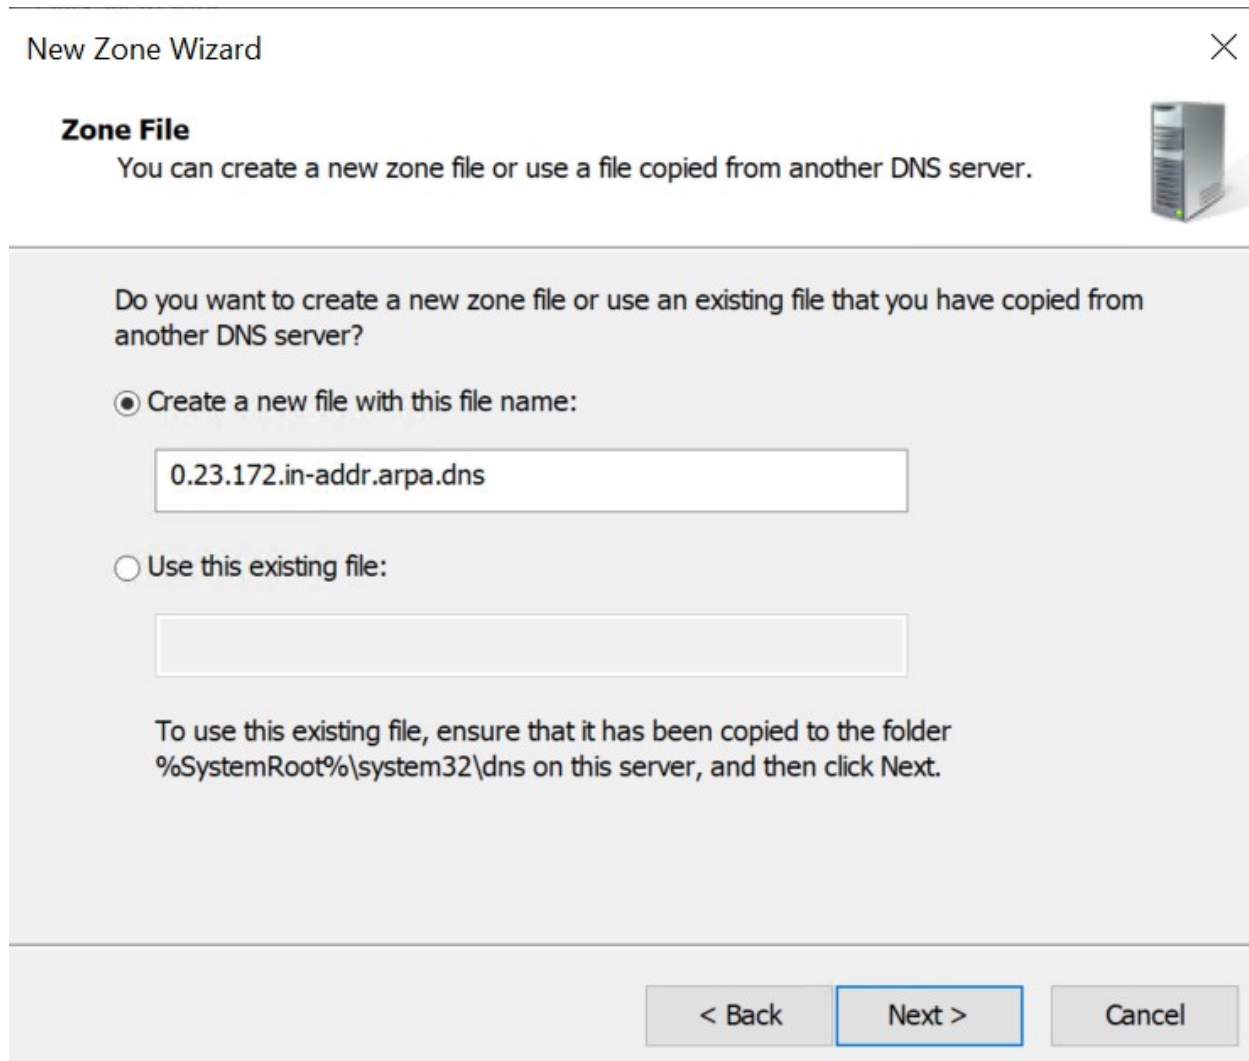 New Zone Wizard
Zone File
You can create a new zone file or use a file copied from another DNS server.
Do you want to create a new zone file or use an existing file that you have copied from
another DNS server?
Create a new file with this file name:
0.23.172.in-addr.arpa.dns
Use this existing file:
To use this existing file, ensure that it has been copied to the folder
%SystemRoot%\system32\dns on this server, and then click Next.
< Back Next > Cancel